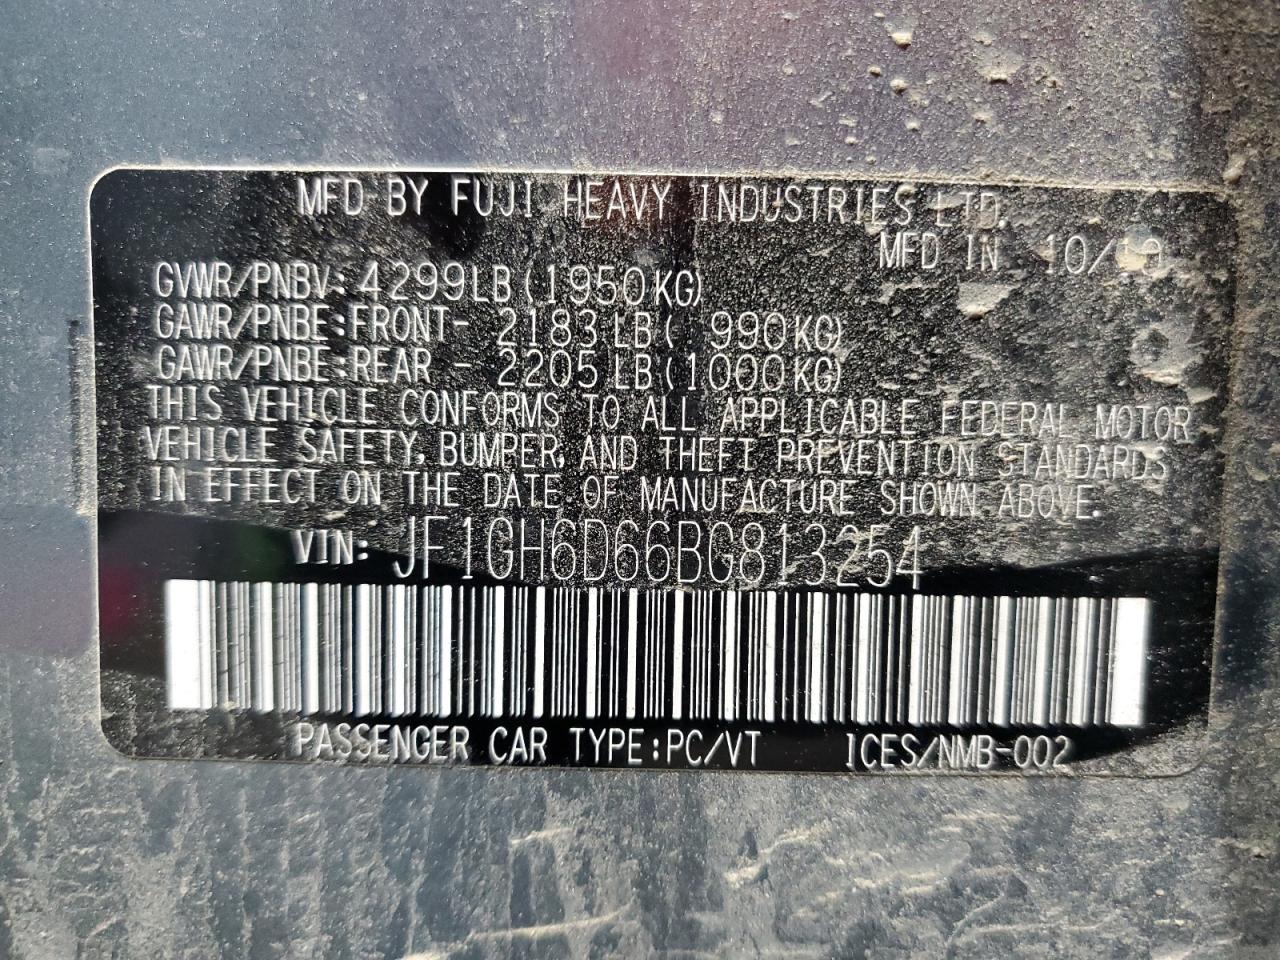 MFD BY FUJI HEAVY INDUSTRIES LTD.
MFD IN 10/10
GVWR/PNBV: 4299LB(1950KG)
GAWR/PNBE:FRONT- 2183LB( 990KG)
GAWR/PNBE:REAR - 2205LB(1000KG)
THIS VEHICLE CONFORMS TO ALL APPLICABLE FEDERAL MOTOR
VEHICLE SAFETY, BUMPER, AND THEFT PREVENTION STANDARDS
IN EFFECT ON THE DATE OF MANUFACTURE SHOWN ABOVE.
VIN: JF1GH6D66BG813254
PASSENGER CAR TYPE:PC/VT ICES/NMB-002